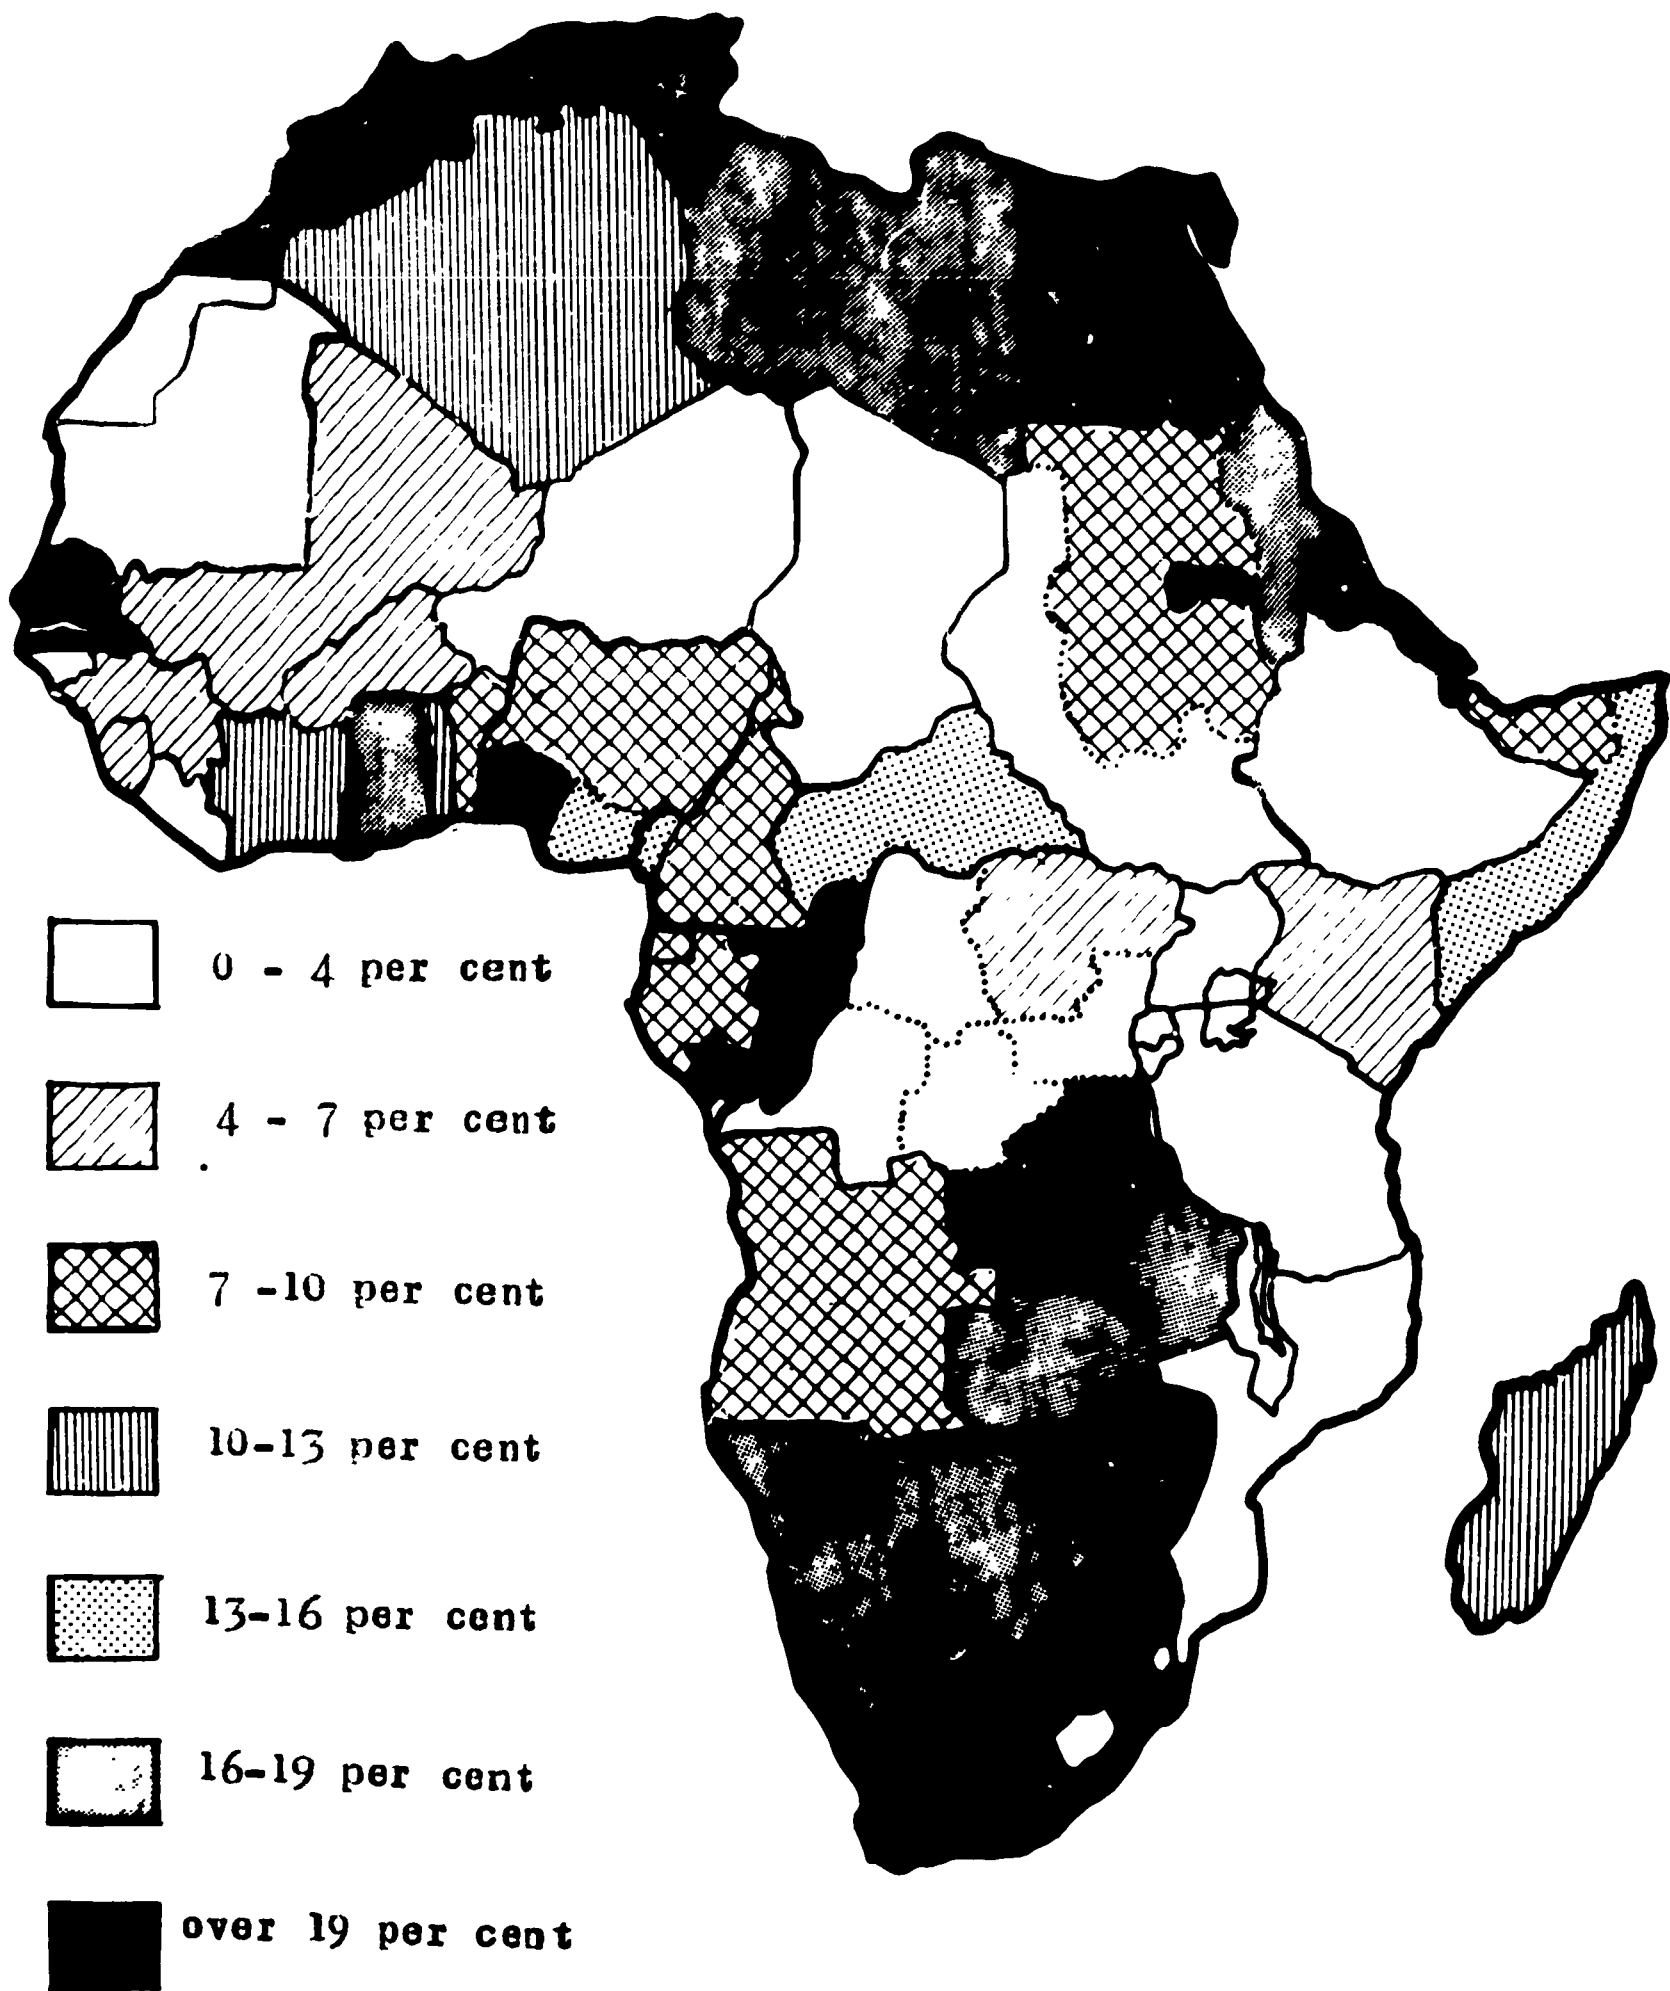 0 - 4 per cent
4 - 7 per cent
7 -10 per cent
10-13 per cent
13-16 per cent
16-19 per cent
over 19 per cent